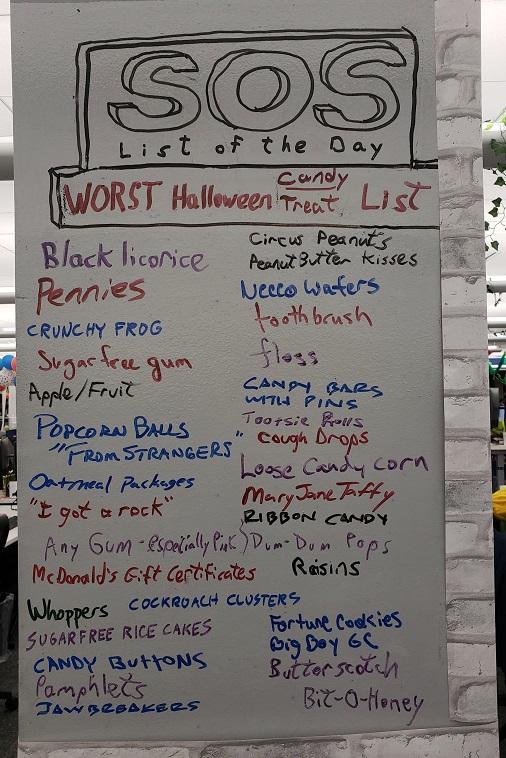 SOS
List of the Day
WORST Halloween Candy Treat List
Black licorice
Pennies
CRUNCHY FROG
Sugar free gum
Apple/Fruit
POPCORN BALLS
"FROM STRANGERS"
Oatmeal Packages
"I got a rock"
Any Gum - especially Pink)
McDonald's Gift Certificates
Whoppers
COCKROACH CLUSTERS
SUGAR FREE RICE CAKES
CANDY BUTTONS
Pamphlets
JAWBREAKERS
Circus Peanuts
Peanut Butter Kisses
Necco Wafers
toothbrush
floss
CANDY BARS
WITH PINS
Tootsie Rolls
Cough Drops
Loose Candy Corn
Mary Jane Taffy
RIBBON CANDY
Dum-Dum Pops
Raisins
Fortune Cookies
Big Boy GC
Butterscotch
Bit-O-Honey